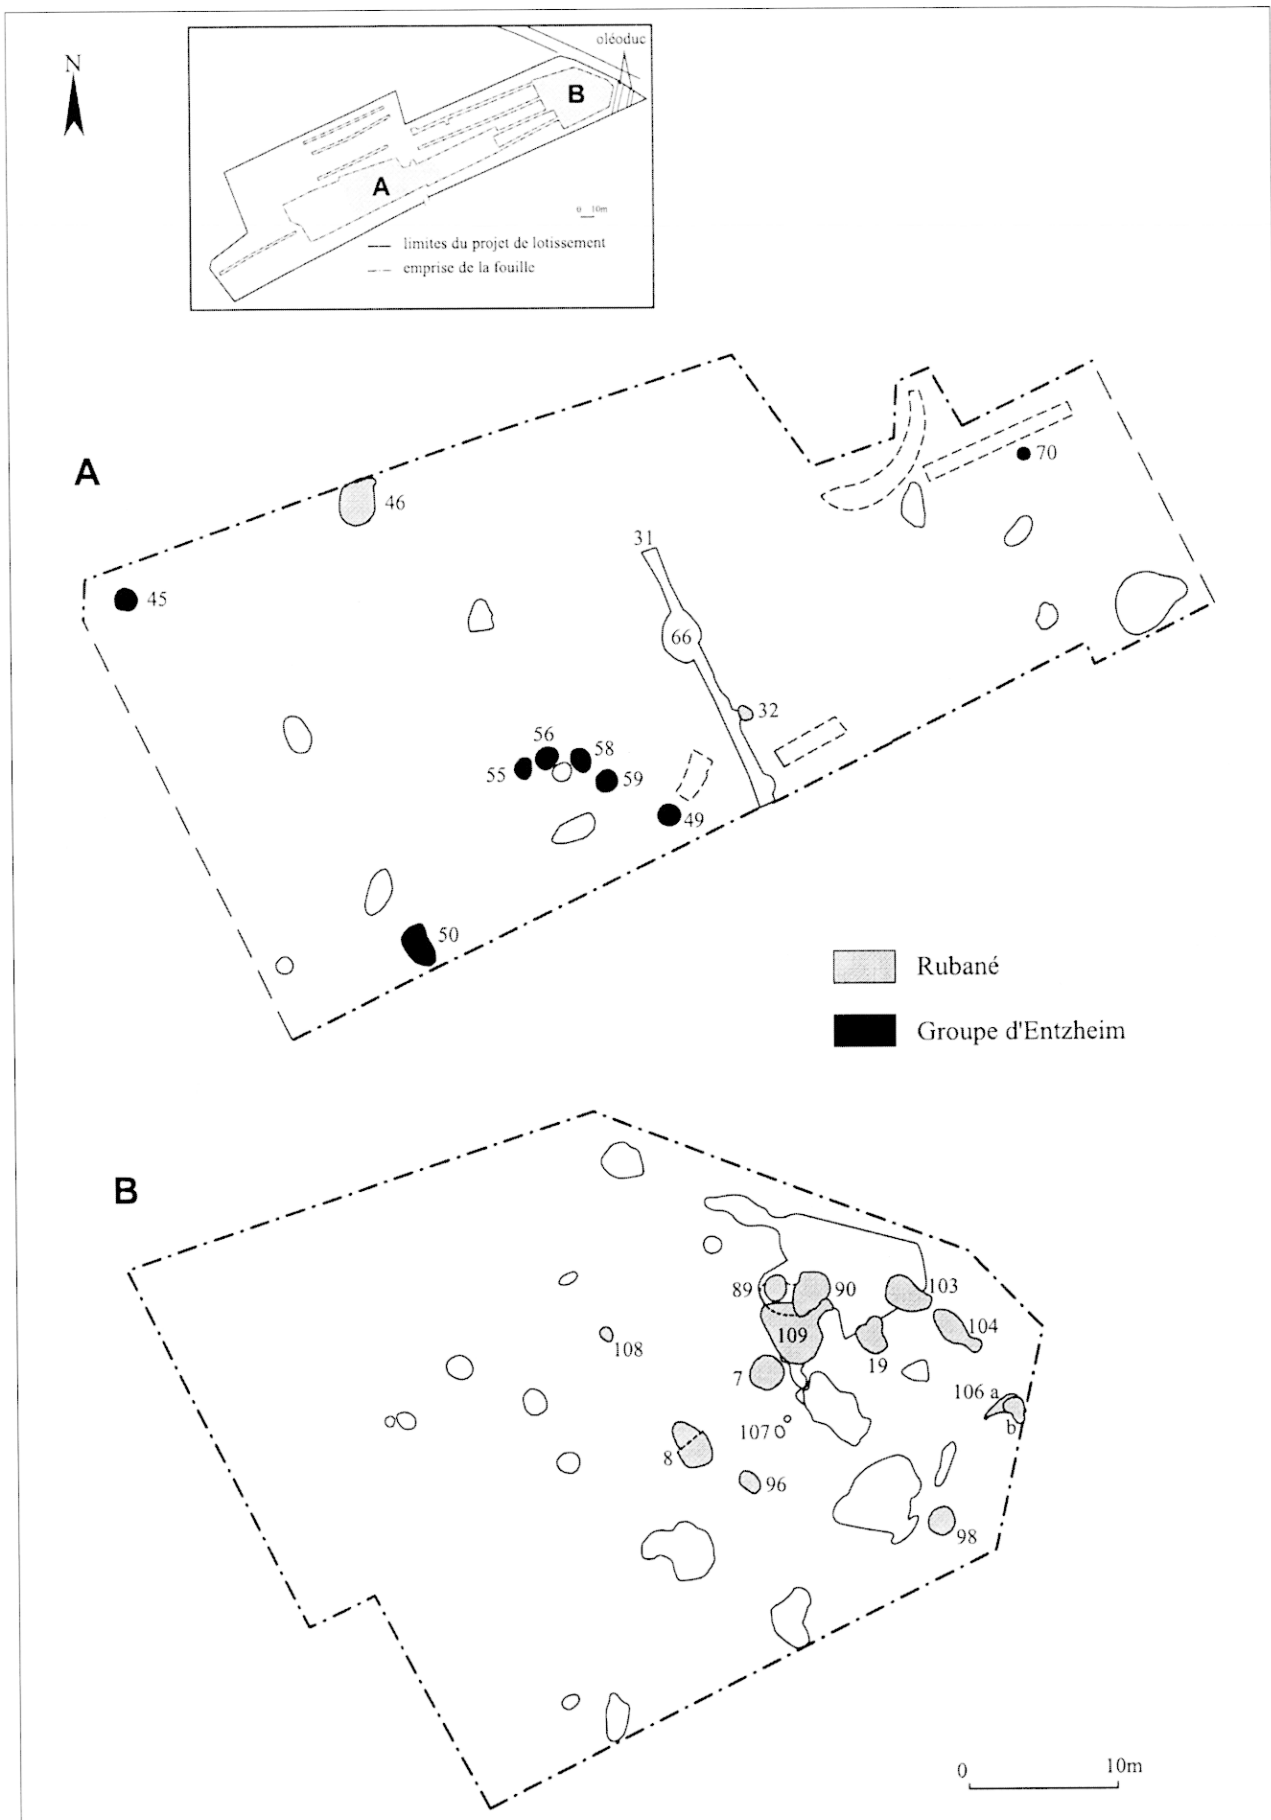 N
oléoduc
B
A
0 10m
limites du projet de lotissement
emprise de la fouille
A
70
46
31
45
66
32
56
58
55
59
49
50
Rubané
Groupe d'Entzheim
B
89
90
103
104
109
108
19
7
106 a
b
107
8
96
98
0 10m